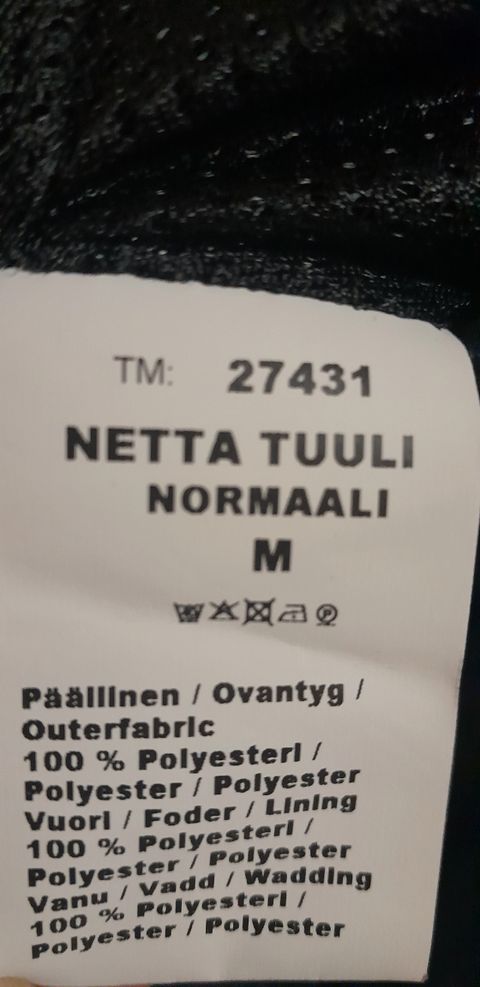 TM: 27431
NETTA TUULI
NORMAALI
M
Päällinen / Ovantyg /
Outerfabric
100 % Polyesteri /
Polyester / Polyester
Vuori / Foder / Lining
100 % Polyesteri /
Polyester / Polyester
Vanu / Vadd / Wadding
100 % Polyesteri /
Polyester / Polyester